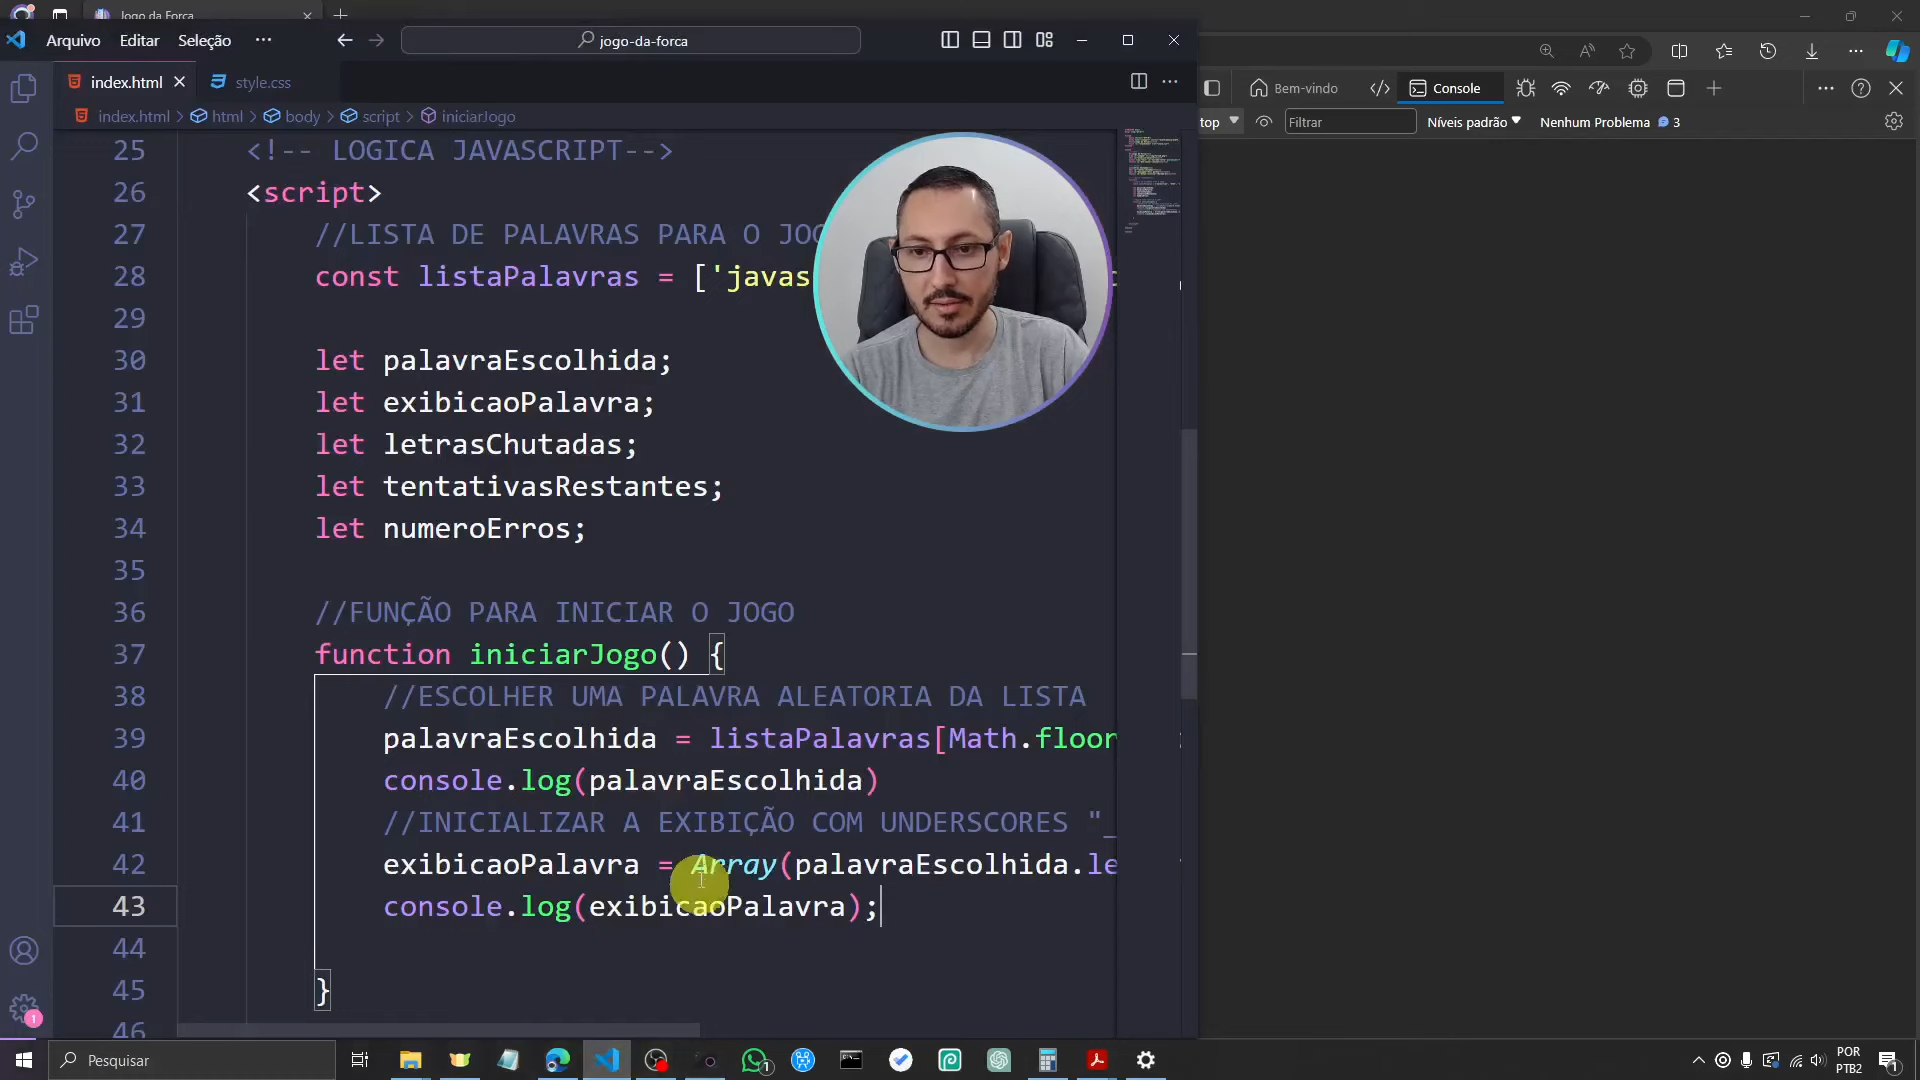 Jogo da Forca
Arquivo Editar Seleção ··· jogo-da-forca
index.html style.css
index.html > html > body > script > iniciarJogo
25 <!-- LOGICA JAVASCRIPT-->
26 <script>
27 //LISTA DE PALAVRAS PARA O JO
28 const listaPalavras = ['javas
29
30 let palavraEscolhida;
31 let exibicaoPalavra;
32 let letrasChutadas;
33 let tentativasRestantes;
34 let numeroErros;
35
36 //FUNÇÃO PARA INICIAR O JOGO
37 function iniciarJogo() {
38 //ESCOLHER UMA PALAVRA ALEATORIA DA LISTA
39 palavraEscolhida = listaPalavras[Math.floor
40 console.log(palavraEscolhida)
41 //INICIALIZAR A EXIBIÇÃO COM UNDERSCORES "_
42 exibicaoPalavra = Array(palavraEscolhida.le
43 console.log(exibicaoPalavra);
44
45 }
46
Bem-vindo Console
top Filtrar Níveis padrão Nenhum Problema 3
1
Pesquisar
1
POR
PTB2
1